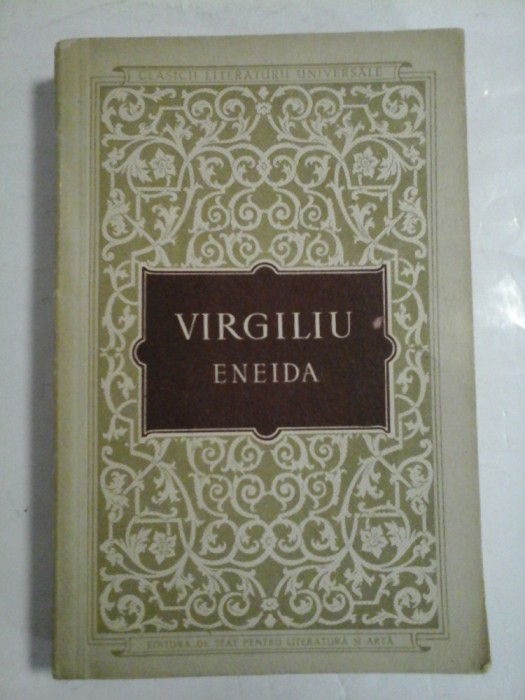 CLASICII LITERATURII UNIVERSALE
VIRGILIU
ENEIDA
EDITURA DE STAT PENTRU LITERATURĂ ȘI ARTĂ